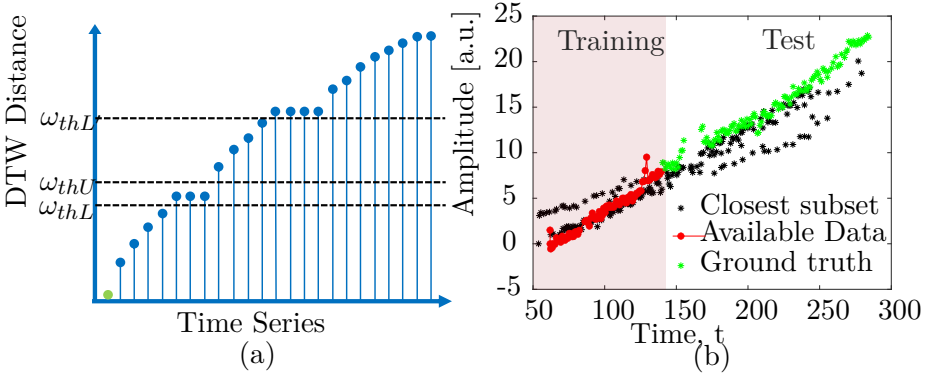 DTW Distance
ω_thL'
ω_thU
ω_thL
Time Series
(a)
Amplitude [a.u.]
25
20
15
10
5
0
-5
50
100
150
200
250
300
Training
Test
Closest subset
Available Data
Ground truth
Time, t
(b)